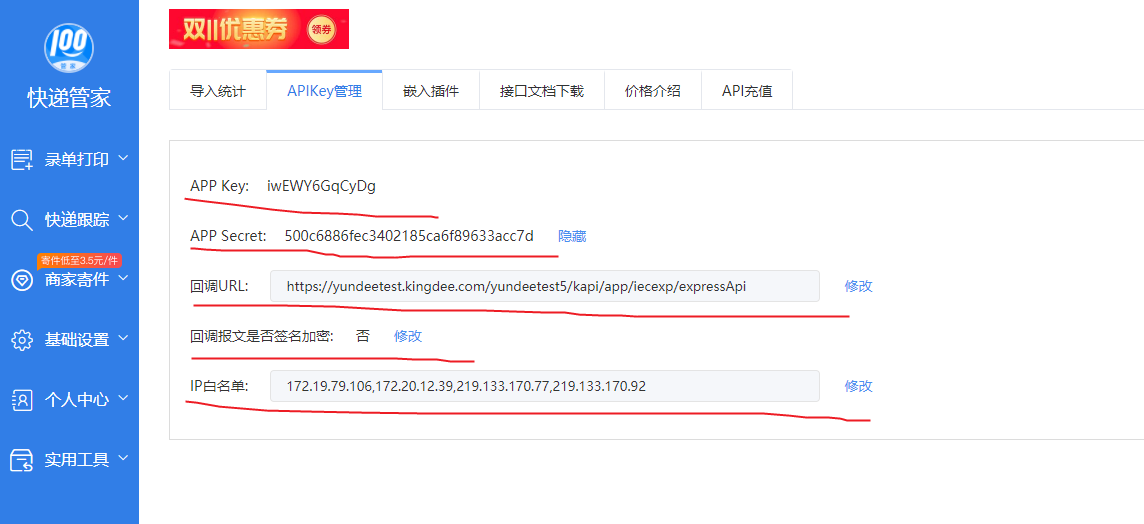 100
管家
快递管家
录单打印
快递跟踪
寄件低至3.5元/件
商家寄件
基础设置
个人中心
实用工具
双11优惠券 领券
导入统计 APIKey管理 嵌入插件 接口文档下载 价格介绍 API充值
APP Key: iwEWY6GqCyDg
APP Secret: 500c6886fec3402185ca6f89633acc7d 隐藏
回调URL: https://yundeetest.kingdee.com/yundeetest5/kapi/app/iecexp/expressApi 修改
回调报文是否签名加密: 否 修改
IP白名单: 172.19.79.106,172.20.12.39,219.133.170.77,219.133.170.92 修改